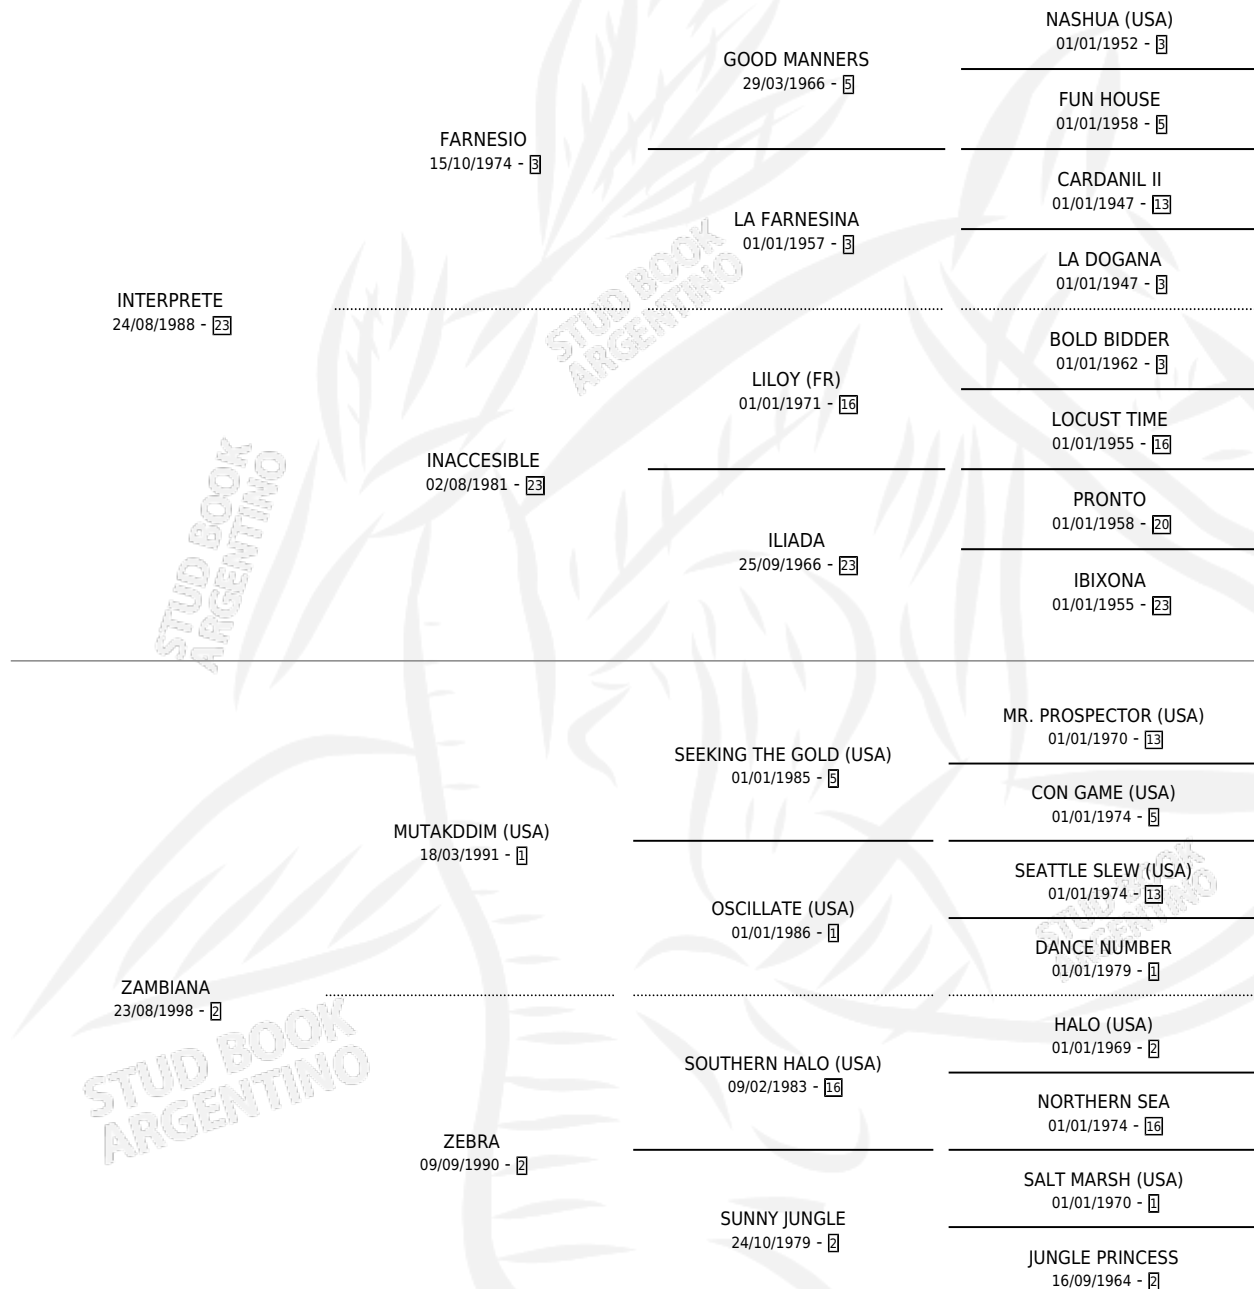 NASHUA (USA)
01/01/1952 - 3
GOOD MANNERS
29/03/1966 - 5
FUN HOUSE
01/01/1958 - 5
FARNESIO
15/10/1974 - 3
CARDANIL II
01/01/1947 - 13
LA FARNESINA
01/01/1957 - 3
LA DOGANA
01/01/1947 - 3
INTERPRETE
24/08/1988 - 23
BOLD BIDDER
01/01/1962 - 3
LILOY (FR)
01/01/1971 - 16
LOCUST TIME
01/01/1955 - 16
INACCESIBLE
02/08/1981 - 23
PRONTO
01/01/1958 - 20
ILIADA
25/09/1966 - 23
IBIXONA
01/01/1955 - 23
MR. PROSPECTOR (USA)
01/01/1970 - 13
SEEKING THE GOLD (USA)
01/01/1985 - 5
CON GAME (USA)
01/01/1974 - 5
MUTAKDDIM (USA)
18/03/1991 - 1
SEATTLE SLEW (USA)
01/01/1974 - 13
OSCILLATE (USA)
01/01/1986 - 1
DANCE NUMBER
01/01/1979 - 1
ZAMBIANA
23/08/1998 - 2
HALO (USA)
01/01/1969 - 2
SOUTHERN HALO (USA)
09/02/1983 - 16
NORTHERN SEA
01/01/1974 - 16
ZEBRA
09/09/1990 - 2
SALT MARSH (USA)
01/01/1970 - 1
SUNNY JUNGLE
24/10/1979 - 2
JUNGLE PRINCESS
16/09/1964 - 2
STUD BOOK
ARGENTINO
STUD BOOK
ARGENTINO
STUD BOOK
ARGENTINO
STUD BOOK
ARGENTINO